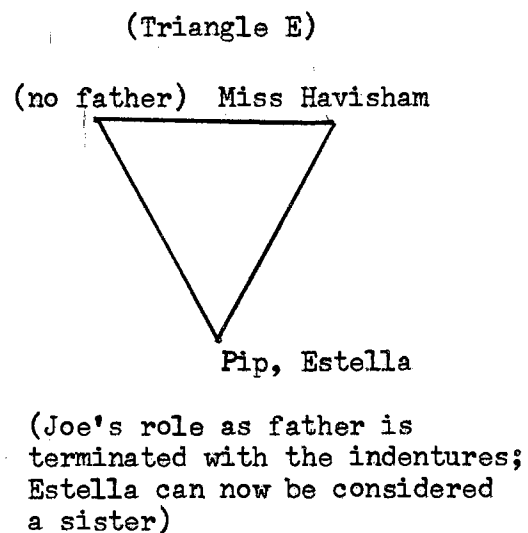 (Triangle E)
(no father) Miss Havisham
Pip, Estella
(Joe's role as father is
terminated with the indentures;
Estella can now be considered
a sister)